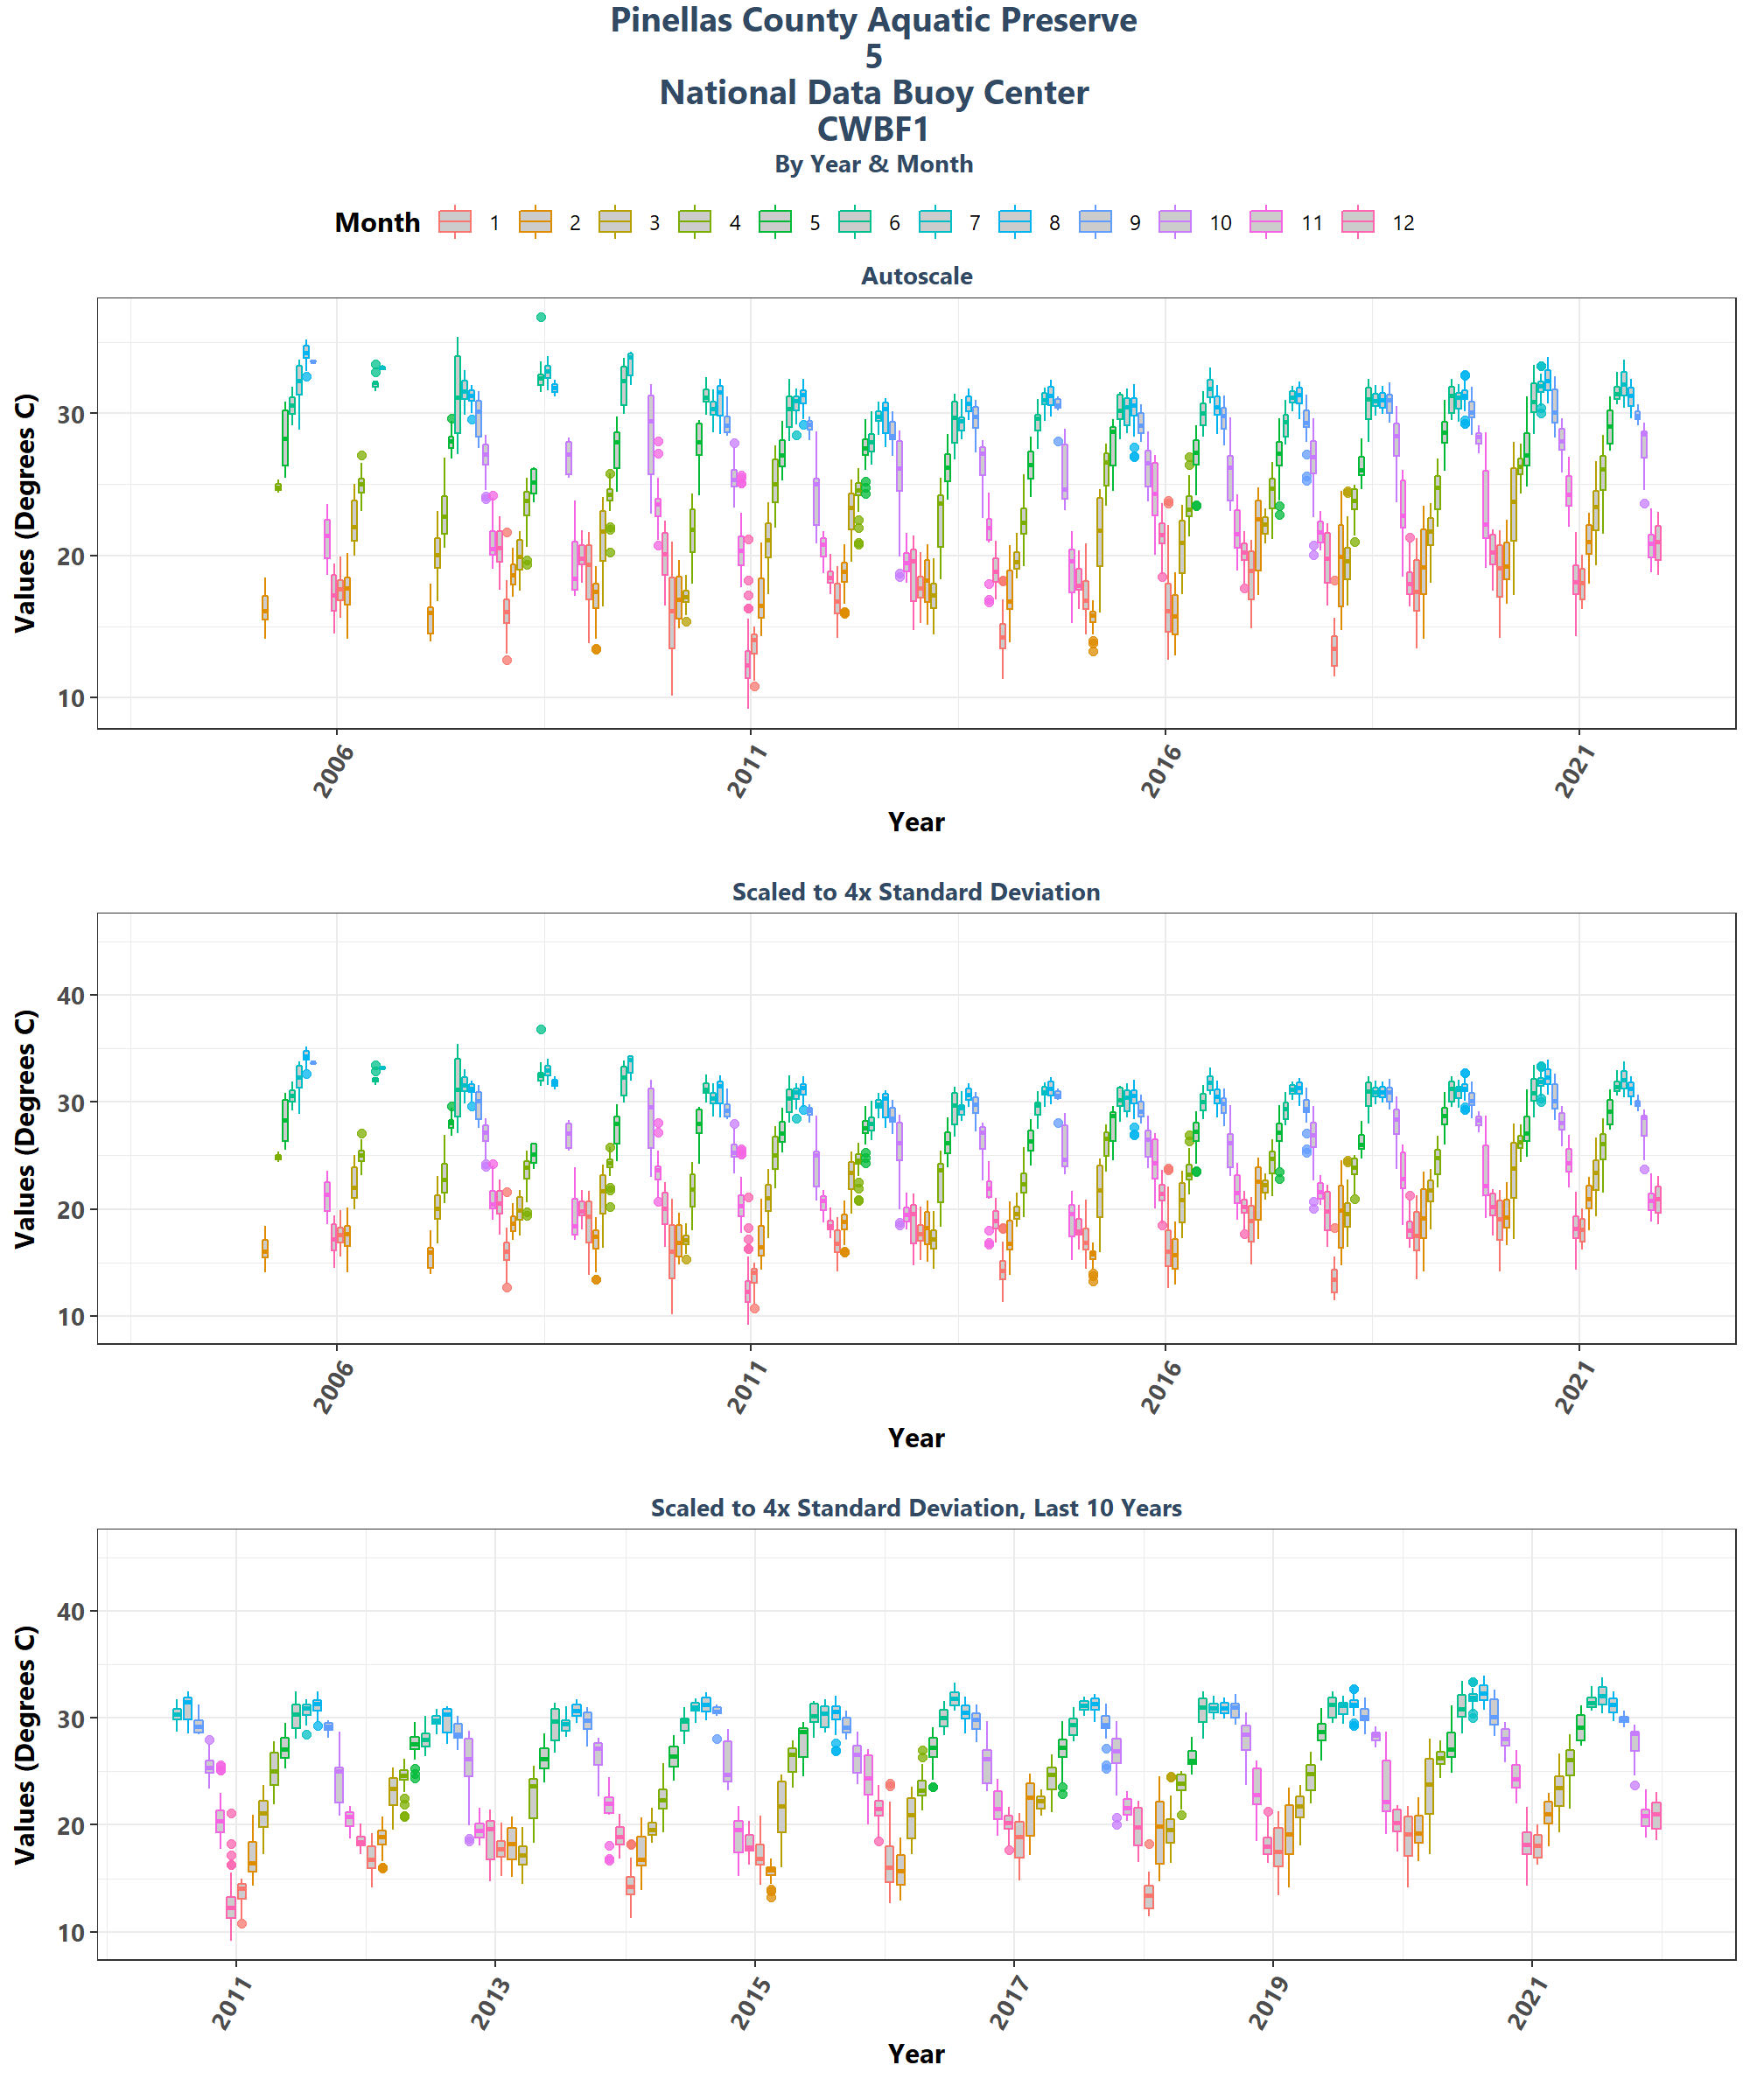 Pinellas County Aquatic Preserve
5
National Data Buoy Center
CWBF1
By Year & Month
Month 1 2 3 4 5 6 7 8 9 10 11 12
Autoscale
Values (Degrees C)
30
20
10
2006 2011 2016 2021
Year
Scaled to 4x Standard Deviation
Values (Degrees C)
40
30
20
10
2006 2011 2016 2021
Year
Scaled to 4x Standard Deviation, Last 10 Years
Values (Degrees C)
40
30
20
10
2011 2013 2015 2017 2019 2021
Year